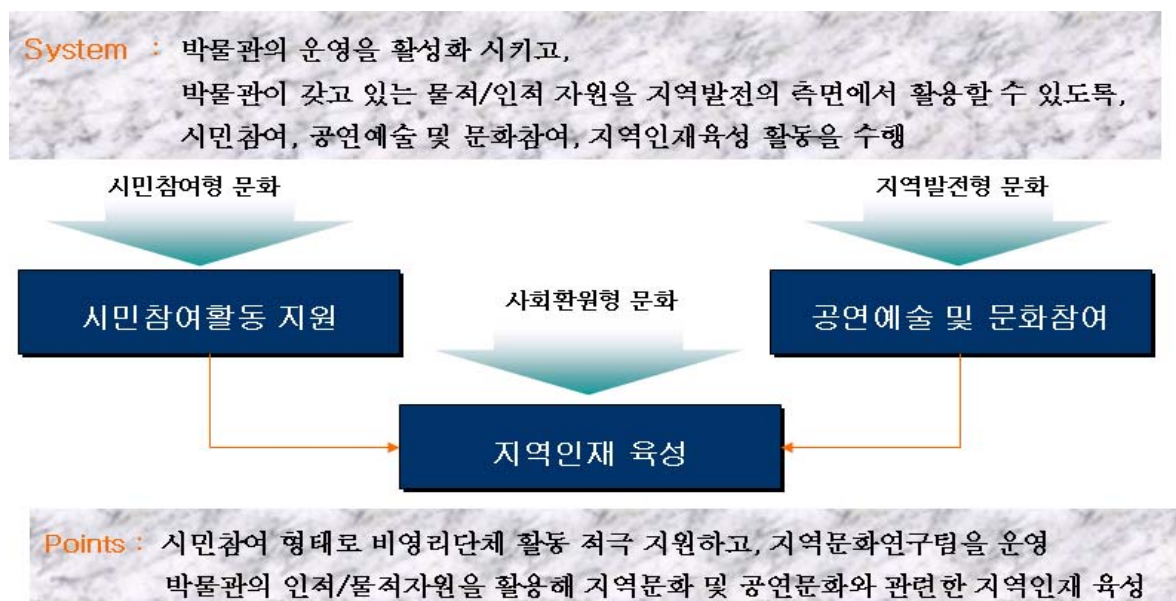 System : 박물관의 운영을 활성화 시키고,
박물관이 갖고 있는 물적/인적 자원을 지역발전의 측면에서 활용할 수 있도록,
시민참여, 공연예술 및 문화참여, 지역인재육성 활동을 수행
시민참여형 문화
지역발전형 문화
시민참여활동 지원
사회환원형 문화
공연예술 및 문화참여
지역인재 육성
Points : 시민참여 형태로 비영리단체 활동 적극 지원하고, 지역문화연구팀을 운영
박물관의 인적/물적자원을 활용해 지역문화 및 공연문화와 관련한 지역인재 육성